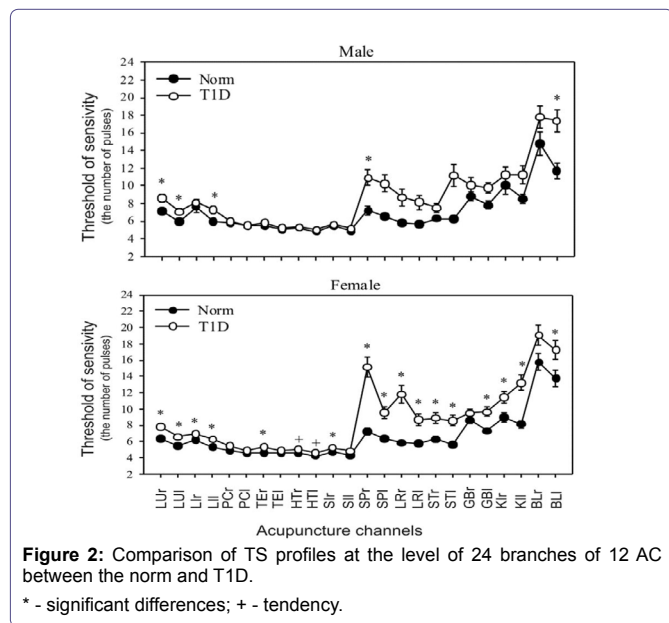 Male
24
22
20
18
16
14
12
10
8
6
4
2
Threshold of sensivity
(the number of pulses)
Norm
T1D
* * * * *
Female
24
22
20
18
16
14
12
10
8
6
4
2
Threshold of sensivity
(the number of pulses)
Norm
T1D
* * * * * + + * * * * * * * * * * *
LUr LUl LIr LIl PCr PCl TEr TEl HTr HTl SIr SIl SPr SPl LRr LRl STr STl GBr GBl KIr KIl BLr BLl
Acupuncture channels
Figure 2: Comparison of TS profiles at the level of 24 branches of 12 AC
between the norm and T1D.
* - significant differences; + - tendency.